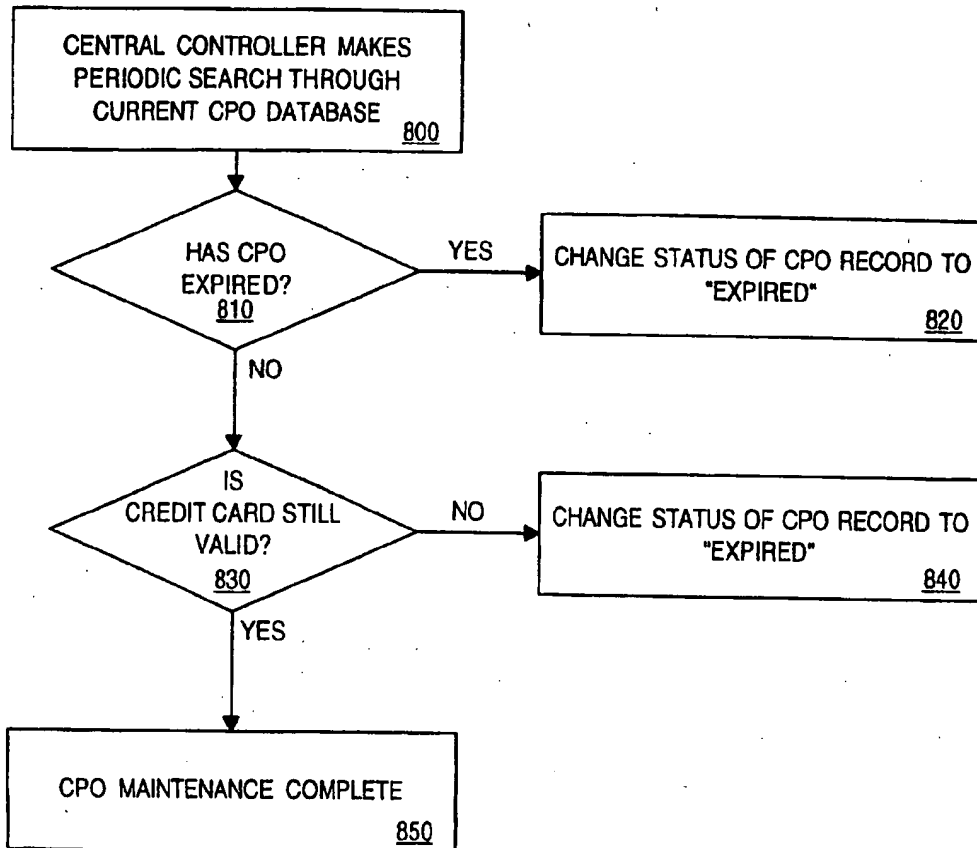 CENTRAL CONTROLLER MAKES
PERIODIC SEARCH THROUGH
CURRENT CPO DATABASE
800
HAS CPO
EXPIRED?
810
YES
CHANGE STATUS OF CPO RECORD TO
"EXPIRED"
820
NO
IS
CREDIT CARD STILL
VALID?
830
NO
CHANGE STATUS OF CPO RECORD TO
"EXPIRED"
840
YES
CPO MAINTENANCE COMPLETE
850